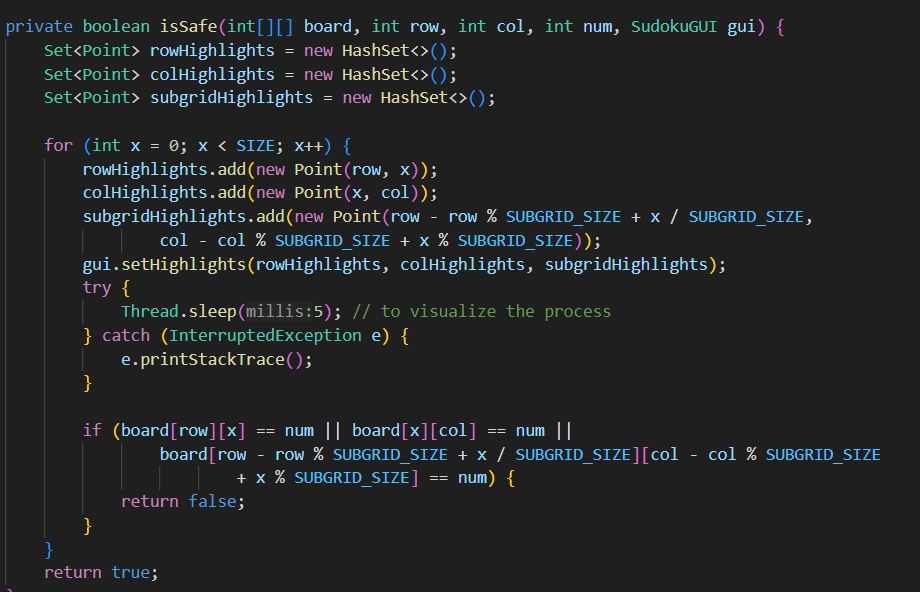 private boolean isSafe(int[][] board, int row, int col, int num, SudokuGUI gui) {
    Set<Point> rowHighlights = new HashSet<>();
    Set<Point> colHighlights = new HashSet<>();
    Set<Point> subgridHighlights = new HashSet<>();

    for (int x = 0; x < SIZE; x++) {
        rowHighlights.add(new Point(row, x));
        colHighlights.add(new Point(x, col));
        subgridHighlights.add(new Point(row - row % SUBGRID_SIZE + x / SUBGRID_SIZE,
                col - col % SUBGRID_SIZE + x % SUBGRID_SIZE));
        gui.setHighlights(rowHighlights, colHighlights, subgridHighlights);
        try {
            Thread.sleep(millis:5); // to visualize the process
        } catch (InterruptedException e) {
            e.printStackTrace();
        }

        if (board[row][x] == num || board[x][col] == num ||
                board[row - row % SUBGRID_SIZE + x / SUBGRID_SIZE][col - col % SUBGRID_SIZE
                        + x % SUBGRID_SIZE] == num) {
            return false;
        }
    }
    return true;